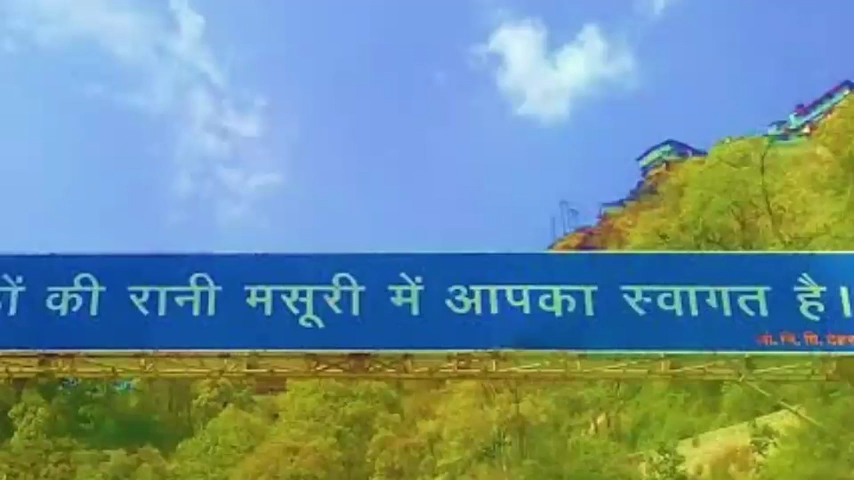 की रानी मसूरी में आपका स्वागत है।